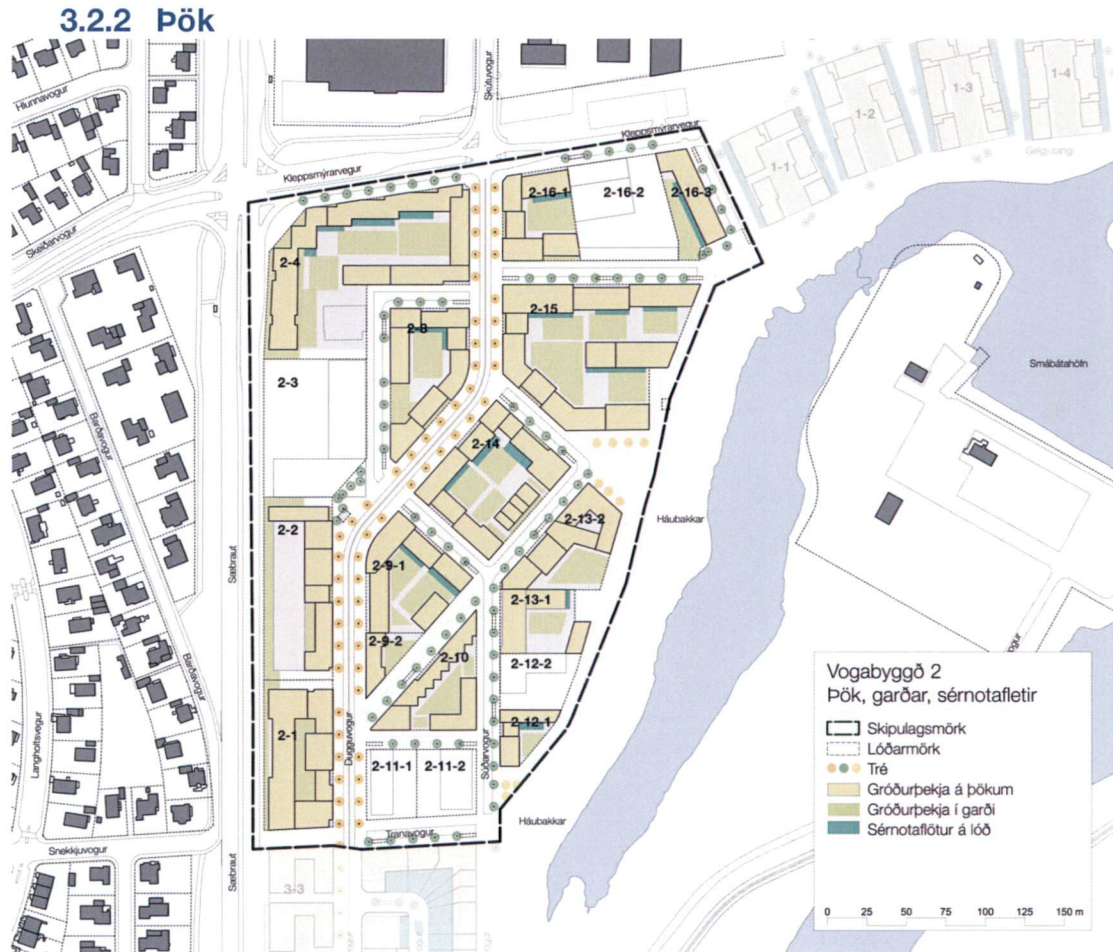 3.2.2 Þök
Hlunnavogur
Skútuvogur
Kleppsmýrarvegur
Kleppsmýrarvegur
1-1
1-2
1-3
1-4
Skeiðarvogur
2-4
2-16-1
2-16-2
2-16-3
2-8
2-15
2-3
Smábátahöfn
Barðavogur
2-14
2-2
2-13-2
Háubakkar
Sæbraut
2-9-1
2-13-1
2-9-2
2-10
2-12-2
Barðavogur
Langholtsvegur
2-1
Dugguvogur
2-12-1
2-11-1
2-11-2
Súðarvogur
Háubakkar
Tranavogur
Snekkjuvogur
Sæbraut
3-3
Vogabyggð 2
Þök, garðar, sérnotafletir
Skipulagsmörk
Lóðarmörk
Tré
Gróðurþekja á þökum
Gróðurþekja í garði
Sérnotaflötur á lóð
0 25 50 75 100 125 150 m